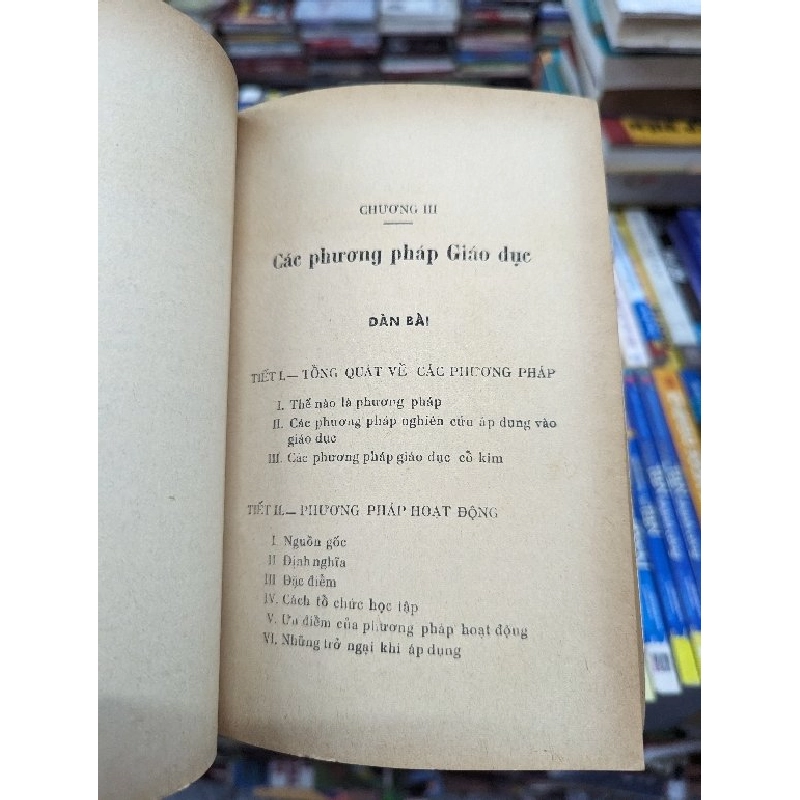 CHƯƠNG III
Các phương pháp Giáo dục
DÀN BÀI
TIẾT I.— TỔNG QUÁT VỀ CÁC PHƯƠNG PHÁP
I. Thế nào là phương pháp
II. Các phương pháp nghiên cứu áp dụng vào
giáo dục
III. Các phương pháp giáo dục cổ kim
TIẾT II.— PHƯƠNG PHÁP HOẠT ĐỘNG
I Nguồn gốc
II Định nghĩa
III Đặc điểm
IV. Cách tổ chức học tập
V. Ưu điểm của phương pháp hoạt động
VI. Những trở ngại khi áp dụng